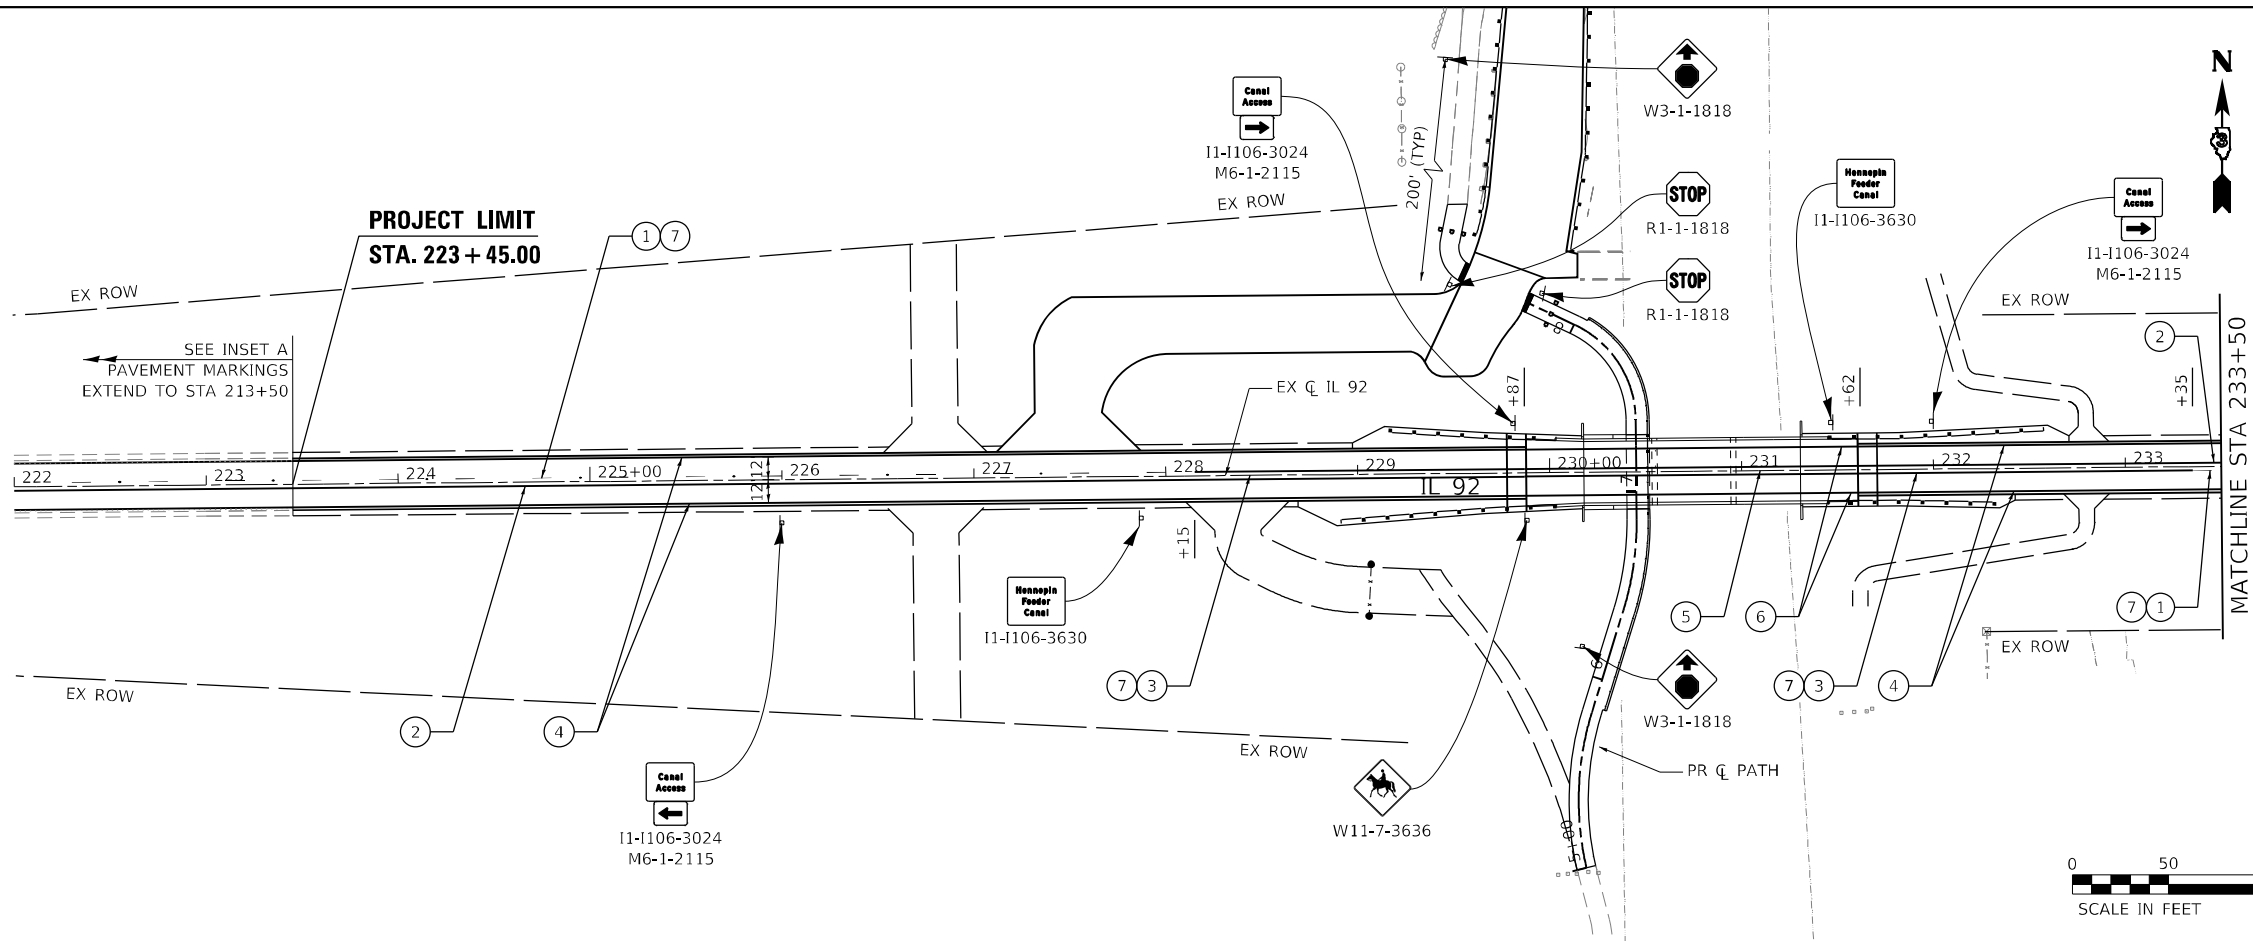 N
W3-1-1818
Canal
Access
I1-I106-3024
M6-1-2115
200' (TYP)
STOP
R1-1-1818
STOP
R1-1-1818
Hennepin
Feeder
Canal
I1-I106-3630
Canal
Access
I1-I106-3024
M6-1-2115
EX ROW
PROJECT LIMIT
STA. 223+45.00
1 7
EX ROW
EX ROW
SEE INSET A
PAVEMENT MARKINGS
EXTEND TO STA 213+50
EX ℄ IL 92
+87
+62
+35
2
MATCHLINE STA 233+50
222
223
224
225+00
226
227
228
229
230+00
231
232
233
12'
12'
IL 92
7
8
+15
Hennepin
Feeder
Canal
I1-I106-3630
5
6
7 1
EX ROW
EX ROW
7 3
6
W3-1-1818
7 3
4
2
4
EX ROW
Canal
Access
I1-I106-3024
M6-1-2115
W11-7-3636
PR ℄ PATH
5+00
0 50
SCALE IN FEET